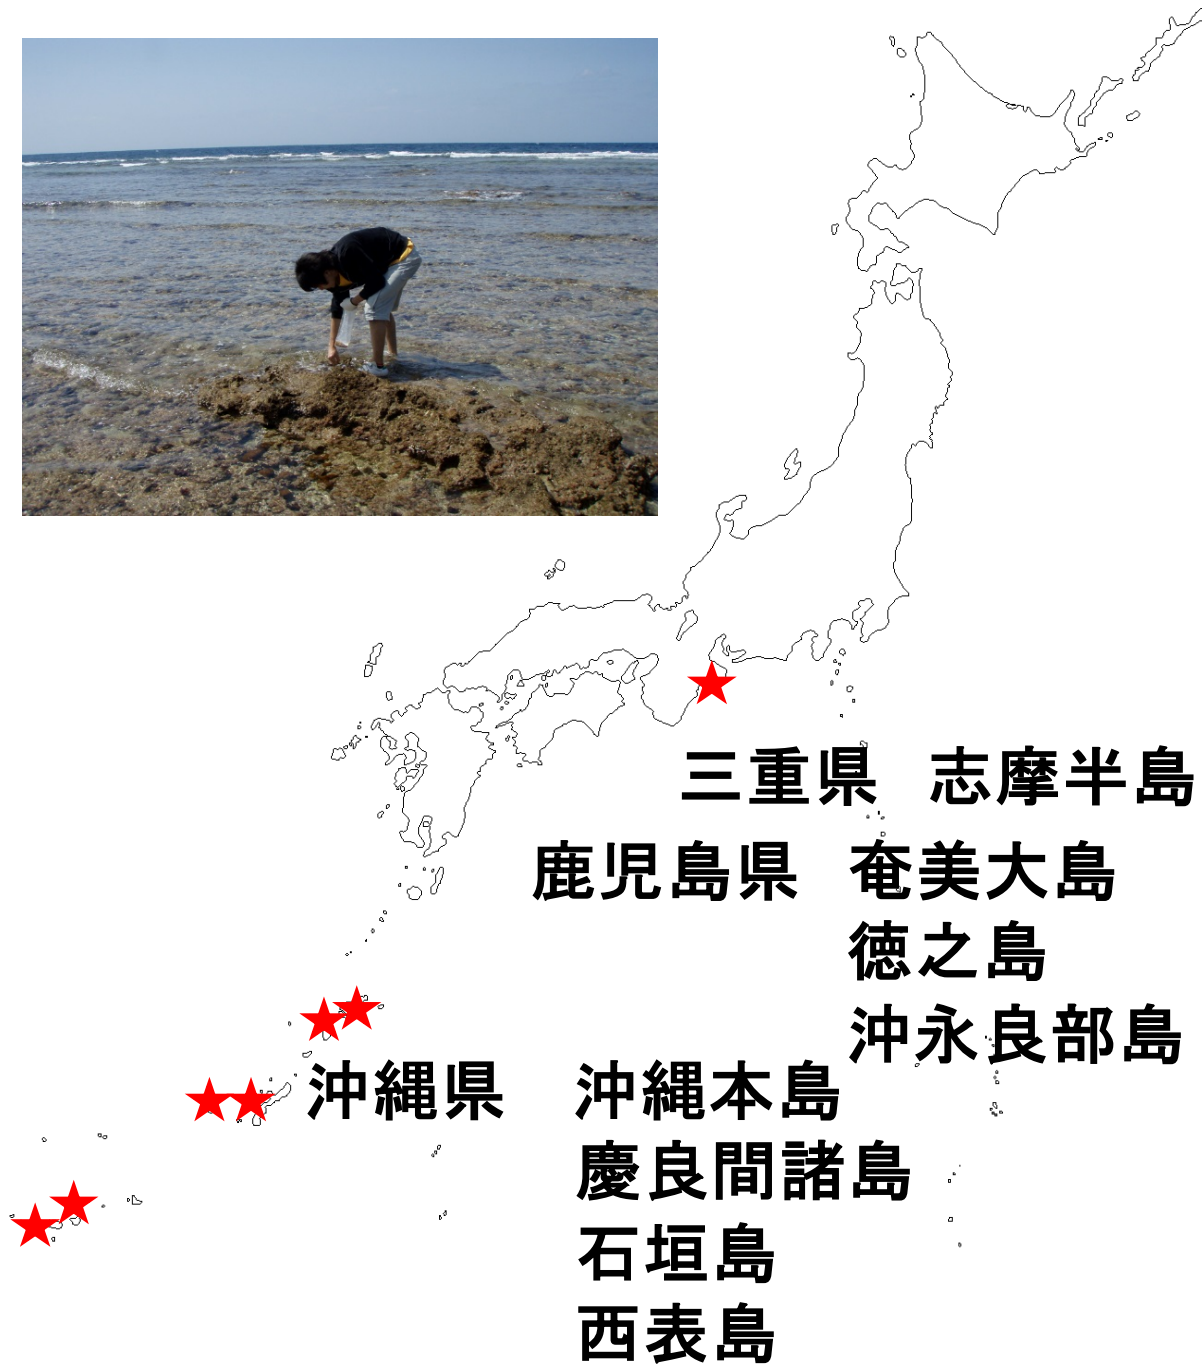 三重県　志摩半島
鹿児島県　奄美大島
徳之島
沖永良部島
沖縄県　沖縄本島
慶良間諸島
石垣島
西表島